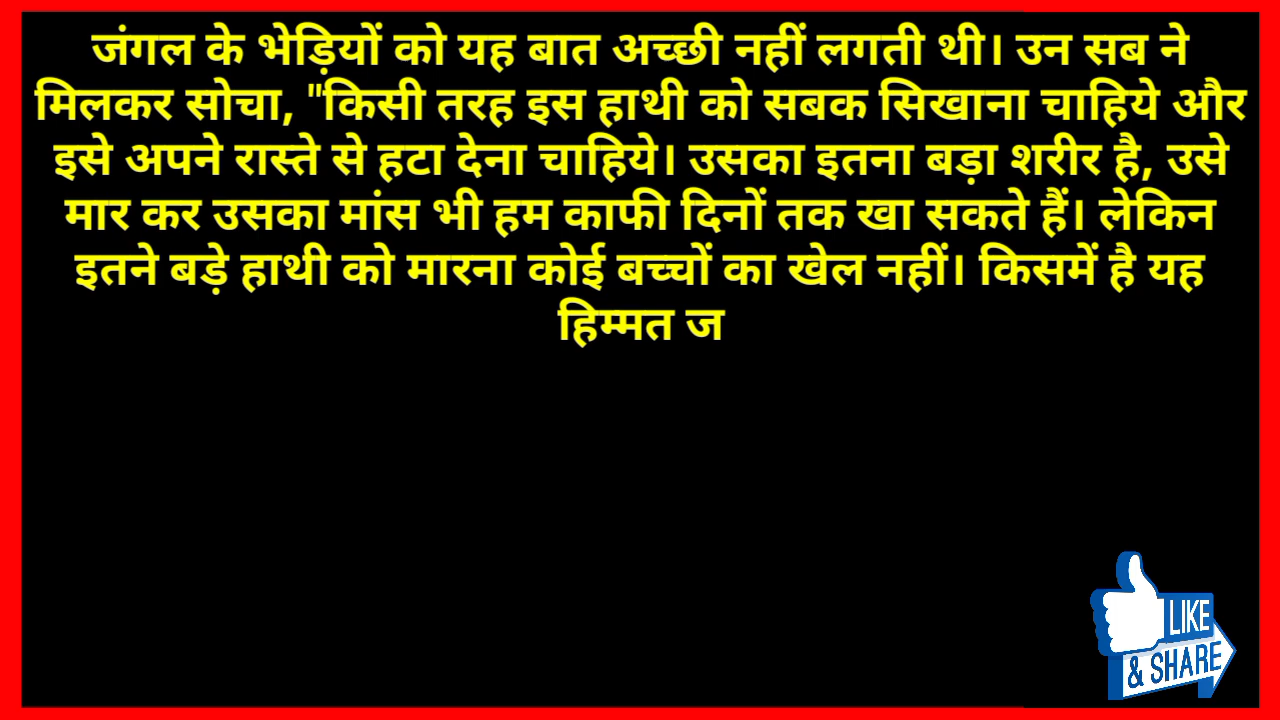 जंगल के भेड़ियों को यह बात अच्छी नहीं लगती थी। उन सब ने
मिलकर सोचा, "किसी तरह इस हाथी को सबक सिखाना चाहिये और
इसे अपने रास्ते से हटा देना चाहिये। उसका इतना बड़ा शरीर है, उसे
मार कर उसका मांस भी हम काफी दिनों तक खा सकते हैं। लेकिन
इतने बड़े हाथी को मारना कोई बच्चों का खेल नहीं। किसमें है यह
हिम्मत ज
LIKE
& SHARE